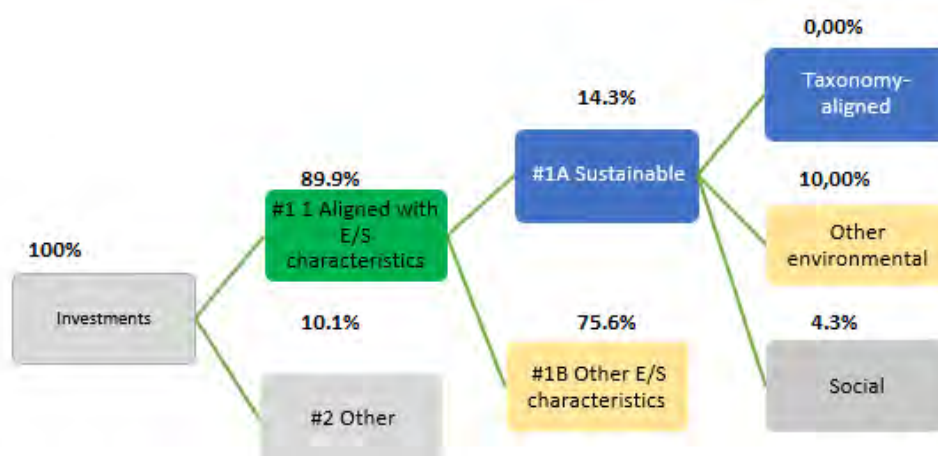 100%
Investments
89.9%
#1 1 Aligned with
E/S
characteristics
10.1%
#2 Other
14.3%
#1A Sustainable
75.6%
#1B Other E/S
characteristics
0,00%
Taxonomy-
aligned
10,00%
Other
environmental
4.3%
Social